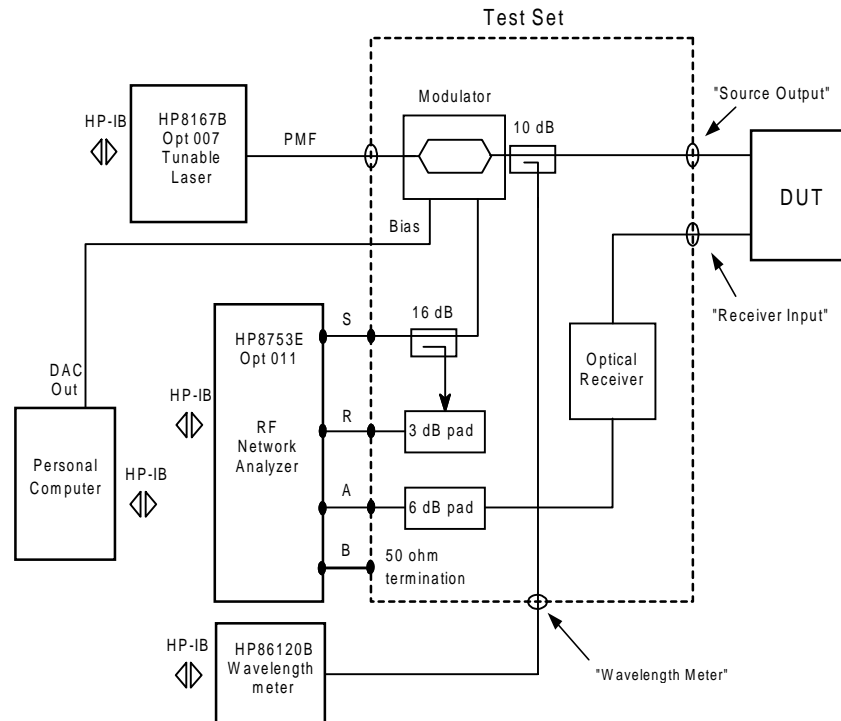 Test Set
"Source Output"
HP-IB
HP8167B
Opt 007
Tunable
Laser
PMF
Modulator
10 dB
DUT
Bias
"Receiver Input"
S
16 dB
HP8753E
Opt 011
Optical
Receiver
DAC
Out
HP-IB
R
3 dB pad
RF
Network
Analyzer
Personal
Computer
HP-IB
A
6 dB pad
B
50 ohm
termination
HP-IB
HP86120B
Wavelength
meter
"Wavelength Meter"